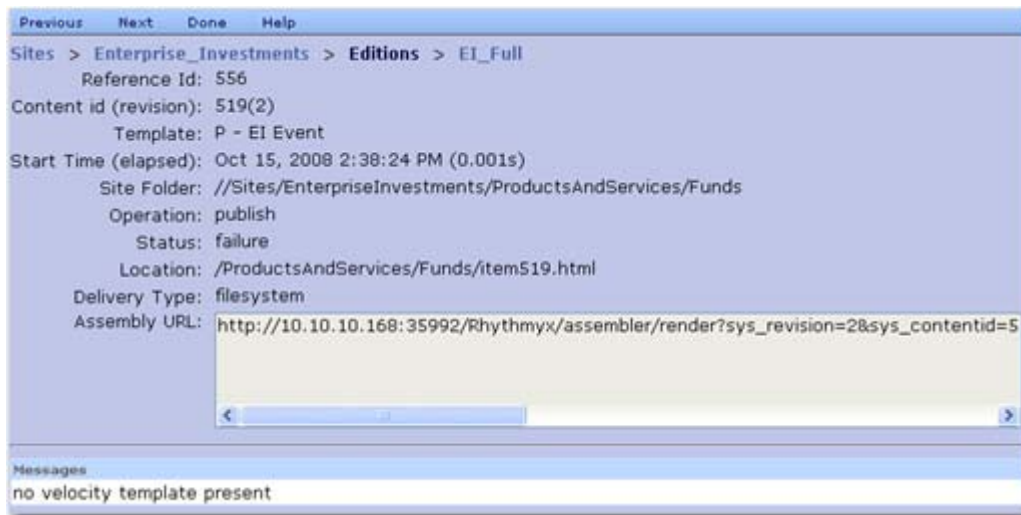 Previous Next Done Help
Sites > Enterprise_Investments > Editions > EI_Full
Reference Id: 556
Content id (revision): 519(2)
Template: P - EI Event
Start Time (elapsed): Oct 15, 2008 2:38:24 PM (0.001s)
Site Folder: //Sites/EnterpriseInvestments/ProductsAndServices/Funds
Operation: publish
Status: failure
Location: /ProductsAndServices/Funds/item519.html
Delivery Type: filesystem
Assembly URL: http://10.10.10.168:35992/Rhythmyx/assembler/render?sys_revision=2&sys_contentid=5
Messages
no velocity template present